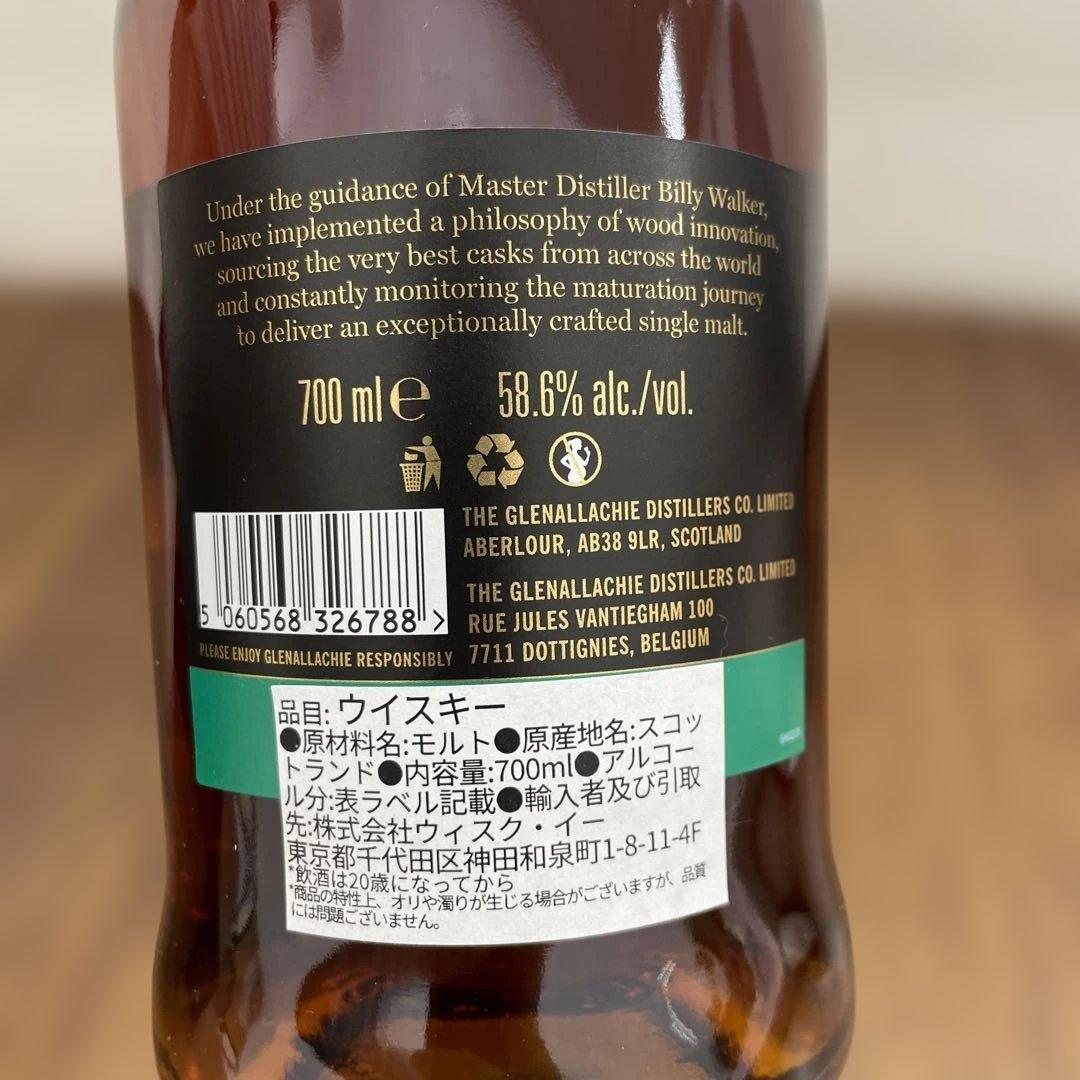 Under the guidance of Master Distiller Billy Walker,
we have implemented a philosophy of wood innovation,
sourcing the very best casks from across the world
and constantly monitoring the maturation journey
to deliver an exceptionally crafted single malt.
700 ml e 58.6% alc./vol.
THE GLENALLACHIE DISTILLERS CO. LIMITED
ABERLOUR, AB38 9LR, SCOTLAND
THE GLENALLACHIE DISTILLERS CO. LIMITED
RUE JULES VANTIEGHAM 100
7711 DOTTIGNIES, BELGIUM
5 060568 326788 >
PLEASE ENJOY GLENALLACHIE RESPONSIBLY
品目: ウイスキー
●原材料名:モルト●原産地名:スコッ
トランド●内容量:700ml●アルコー
ル分:表ラベル記載●輸入者及び引取
先:株式会社ウィスク・イー
東京都千代田区神田和泉町1-8-11-4F
*飲酒は20歳になってから
*商品の特性上、オリや濁りが生じる場合がございますが、品質
には問題ございません。